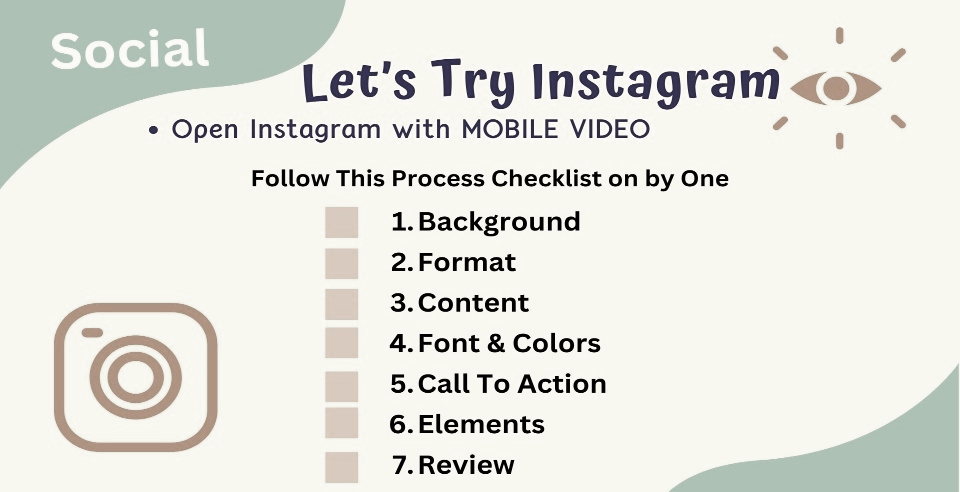 Social
Let's Try Instagram
• Open Instagram with MOBILE VIDEO
Follow This Process Checklist on by One
1. Background
2. Format
3. Content
4. Font & Colors
5. Call To Action
6. Elements
7. Review